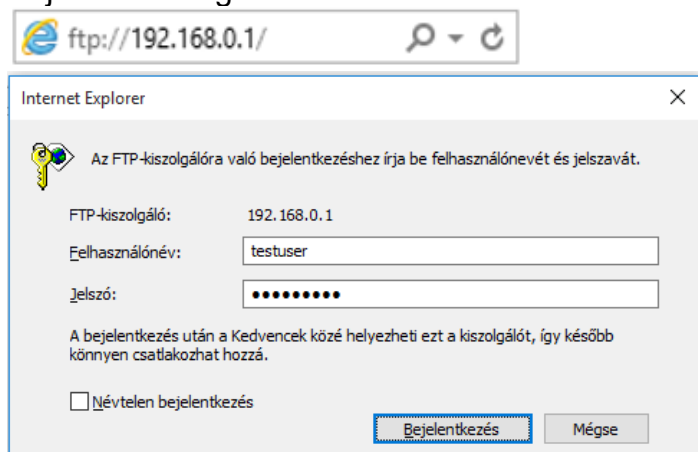 ftp://192.168.0.1/
Internet Explorer
Az FTP-kiszolgálóra való bejelentkezéshez írja be felhasználónevét és jelszavát.
FTP-kiszolgáló: 192.168.0.1
Felhasználónév: testuser
Jelszó: •••••••••
A bejelentkezés után a Kedvencek közé helyezheti ezt a kiszolgálót, így később
könnyen csatlakozhat hozzá.
Névtelen bejelentkezés
Bejelentkezés Mégse